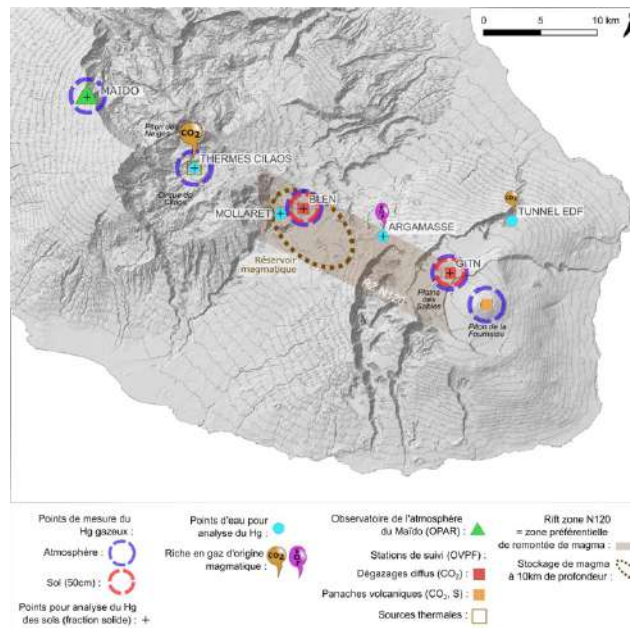 0 5 10 km
MAÏDO
Piton des
Neiges
CO₂
THERMES CILAOS
Cirque de
Cilaos
BLEN
MOLLARET
CO₂
TUNNEL EDF
ARGAMASSE
Réservoir
magmatique
GITN
Plaine
des
Sables
Piton de la
Fournaise
Points de mesure du
Hg gazeux :
Atmosphère :
Sol (50cm) :
Points pour analyse du Hg
des sols (fraction solide) : +
Points d'eau pour
analyse du Hg :
Riche en gaz d'origine
magmatique :
CO₂
Observatoire de l'atmosphère
du Maïdo (OPAR) :
Stations de suivi (OVPF) :
Dégazages diffus (CO₂) :
Panaches volcaniques (CO₂, S) :
Sources thermales :
Rift zone N120
= zone préférentielle
de remontée de magma :
Stockage de magma
à 10km de profondeur :